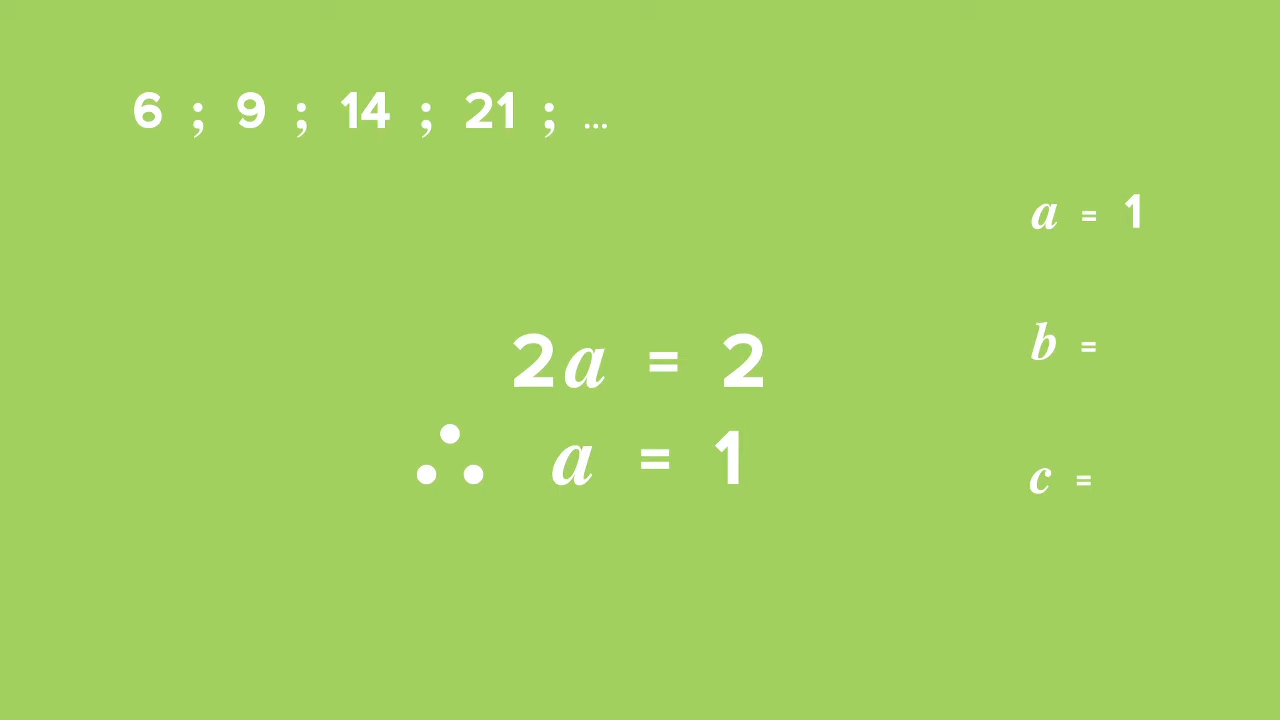 6 ; 9 ; 14 ; 21 ; ...
a = 1
b =
2a = 2
∴ a = 1
c =